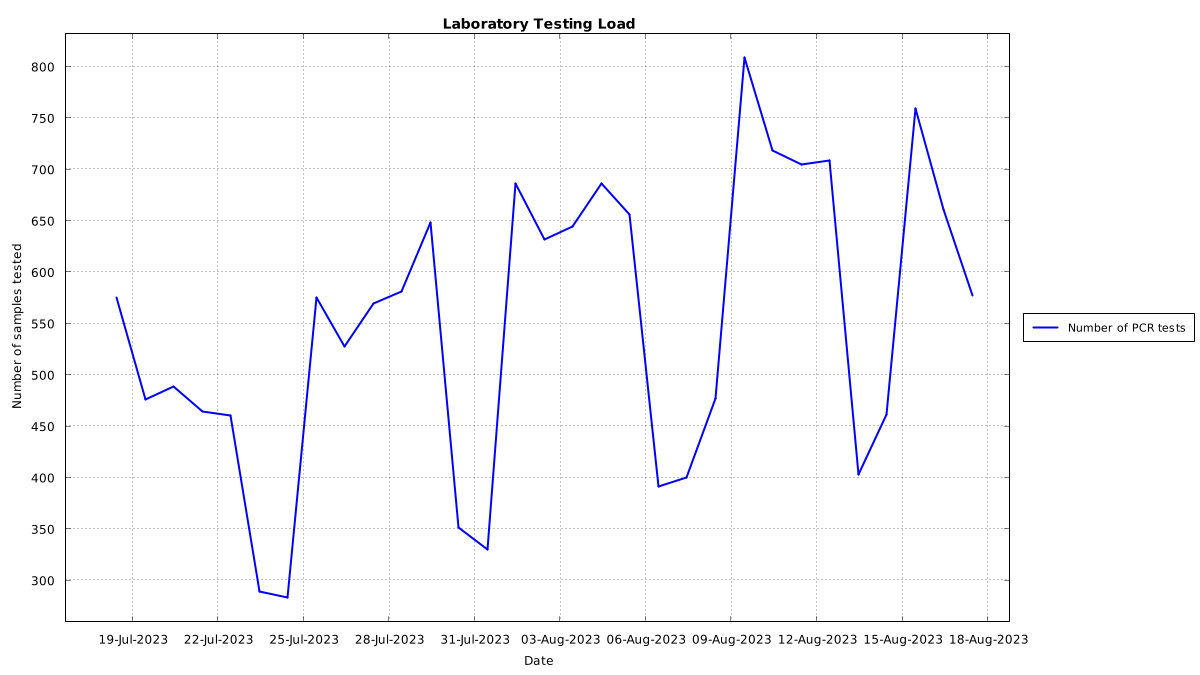 Laboratory Testing Load
800
750
700
650
600
550
500
450
400
350
300
Number of samples tested
19-Jul-2023 22-Jul-2023 25-Jul-2023 28-Jul-2023 31-Jul-2023 03-Aug-2023 06-Aug-2023 09-Aug-2023 12-Aug-2023 15-Aug-2023 18-Aug-2023
Date
Number of PCR tests